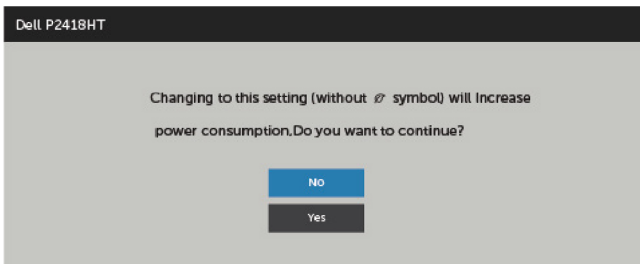 Dell P2418HT
Changing to this setting (without symbol) will Increase
power consumption,Do you want to continue?
No
Yes